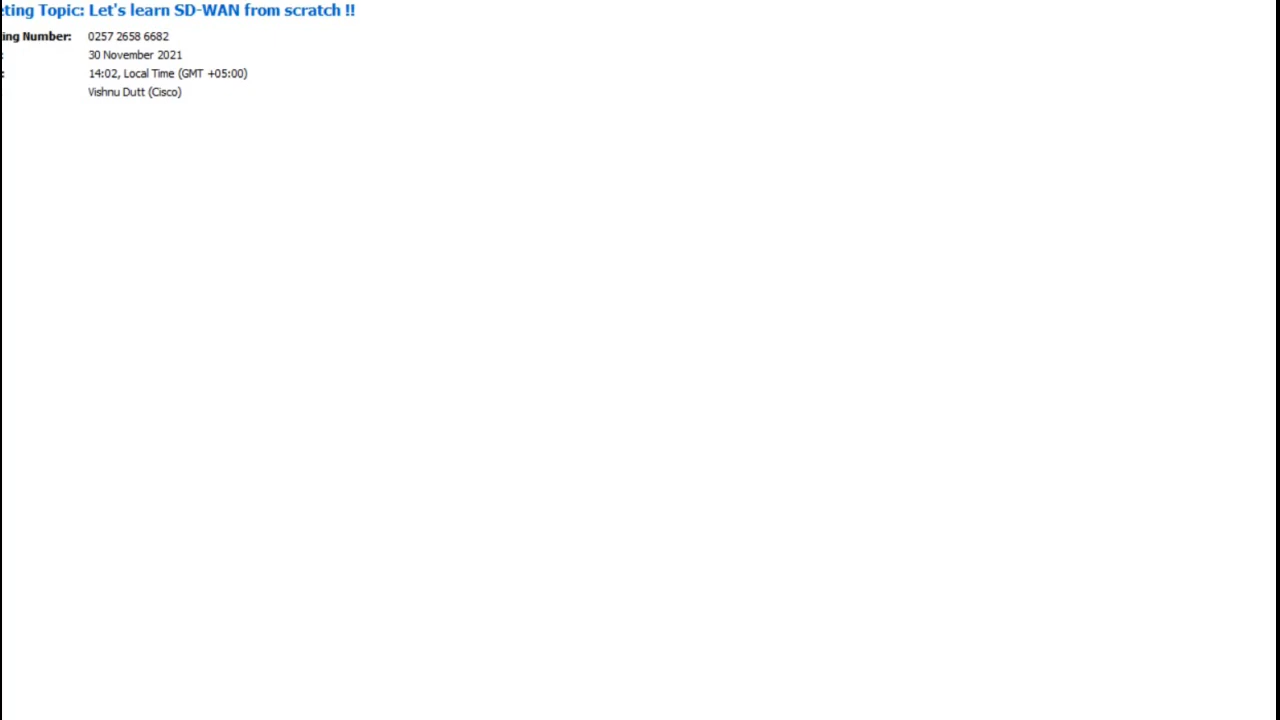 eting Topic: Let's learn SD-WAN from scratch !!
ing Number: 0257 2658 6682
: 30 November 2021
: 14:02, Local Time (GMT +05:00)
Vishnu Dutt (Cisco)